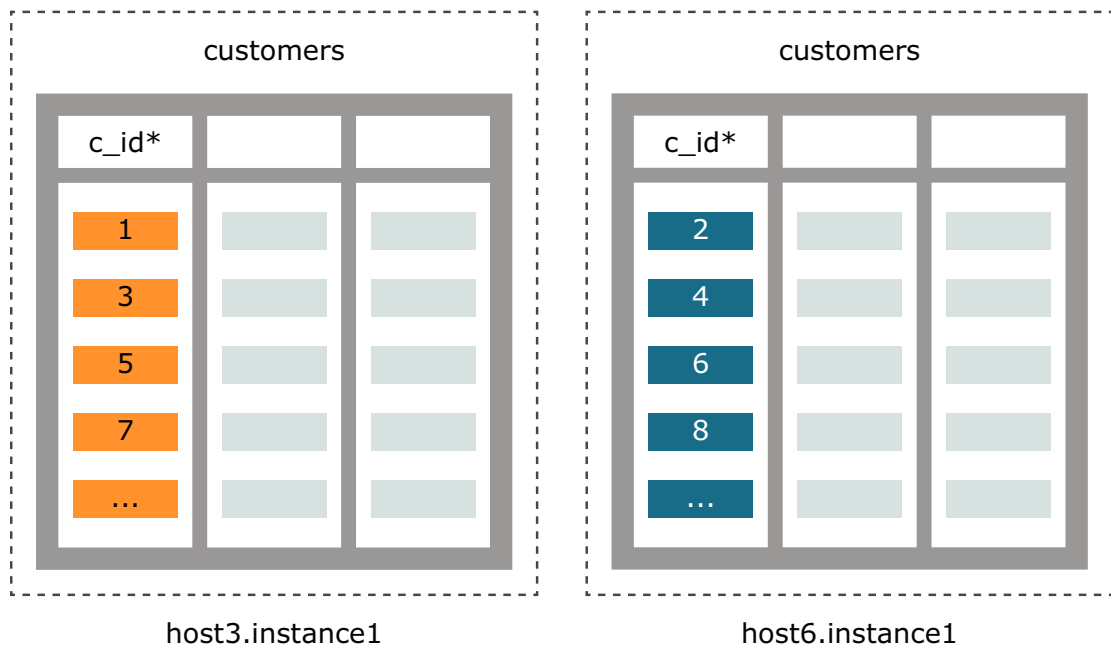 customers
c_id*
1
3
5
7
...
host3.instance1
customers
c_id*
2
4
6
8
...
host6.instance1